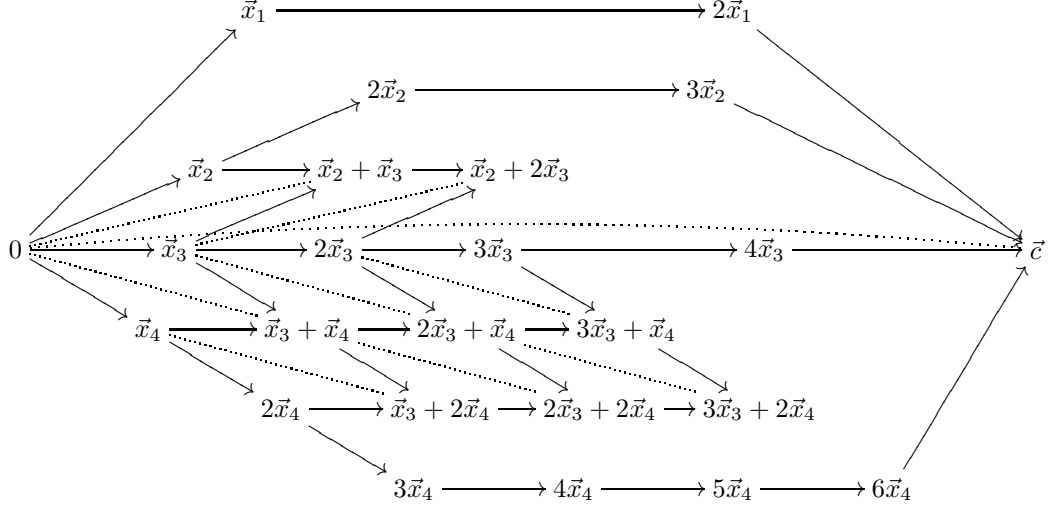 x⃗₁ 2x⃗₁
2x⃗₂ 3x⃗₂
x⃗₂ x⃗₂ + x⃗₃ x⃗₂ + 2x⃗₃
0 x⃗₃ 2x⃗₃ 3x⃗₃ 4x⃗₃ c⃗
x⃗₄ x⃗₃ + x⃗₄ 2x⃗₃ + x⃗₄ 3x⃗₃ + x⃗₄
2x⃗₄ x⃗₃ + 2x⃗₄ 2x⃗₃ + 2x⃗₄ 3x⃗₃ + 2x⃗₄
3x⃗₄ 4x⃗₄ 5x⃗₄ 6x⃗₄